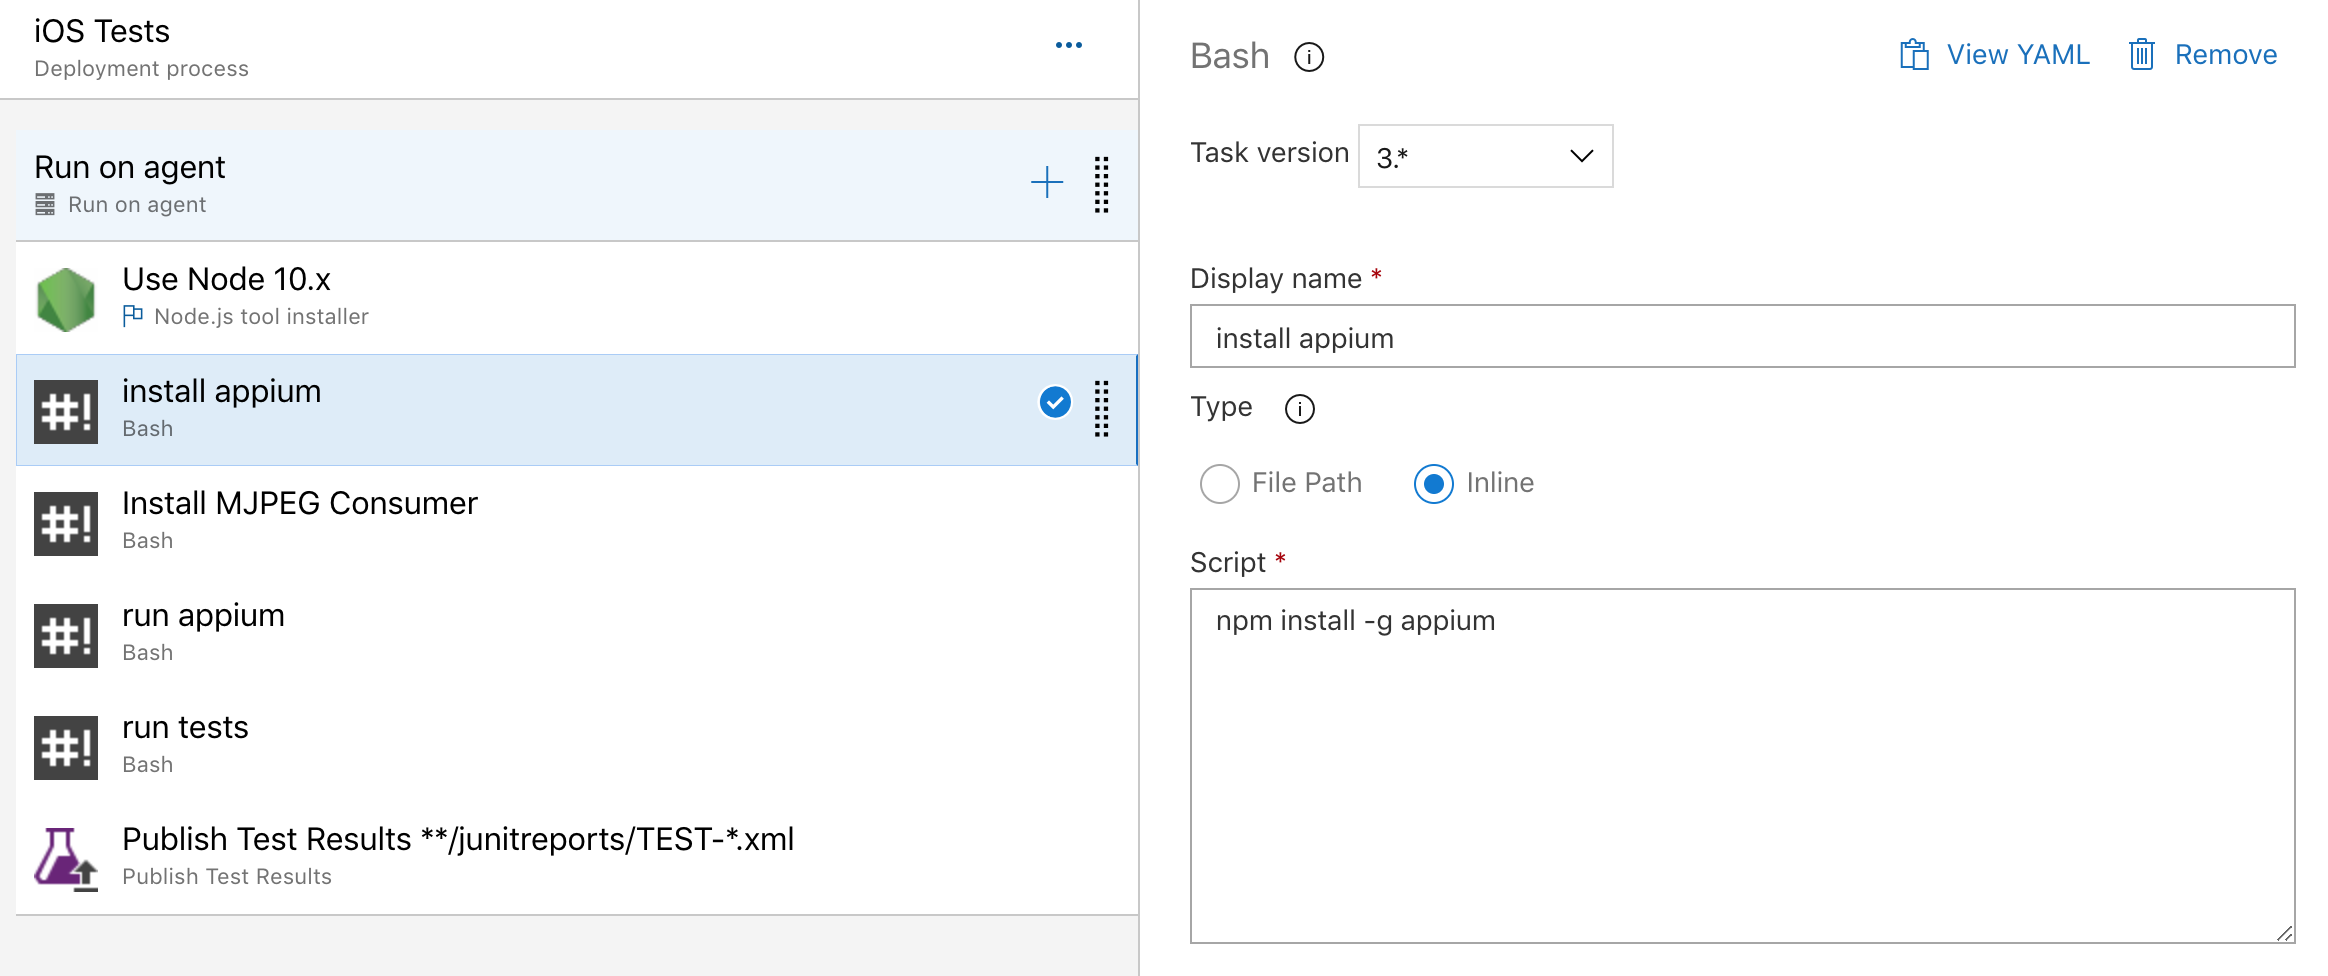 iOS Tests
Deployment process
Run on agent
Run on agent
Use Node 10.x
Node.js tool installer
#! install appium
Bash
#! Install MJPEG Consumer
Bash
#! run appium
Bash
#! run tests
Bash
Publish Test Results **/junitreports/TEST-*.xml
Publish Test Results
Bash
View YAML
Remove
Task version 3.*
Display name *
install appium
Type
File Path
Inline
Script *
npm install -g appium